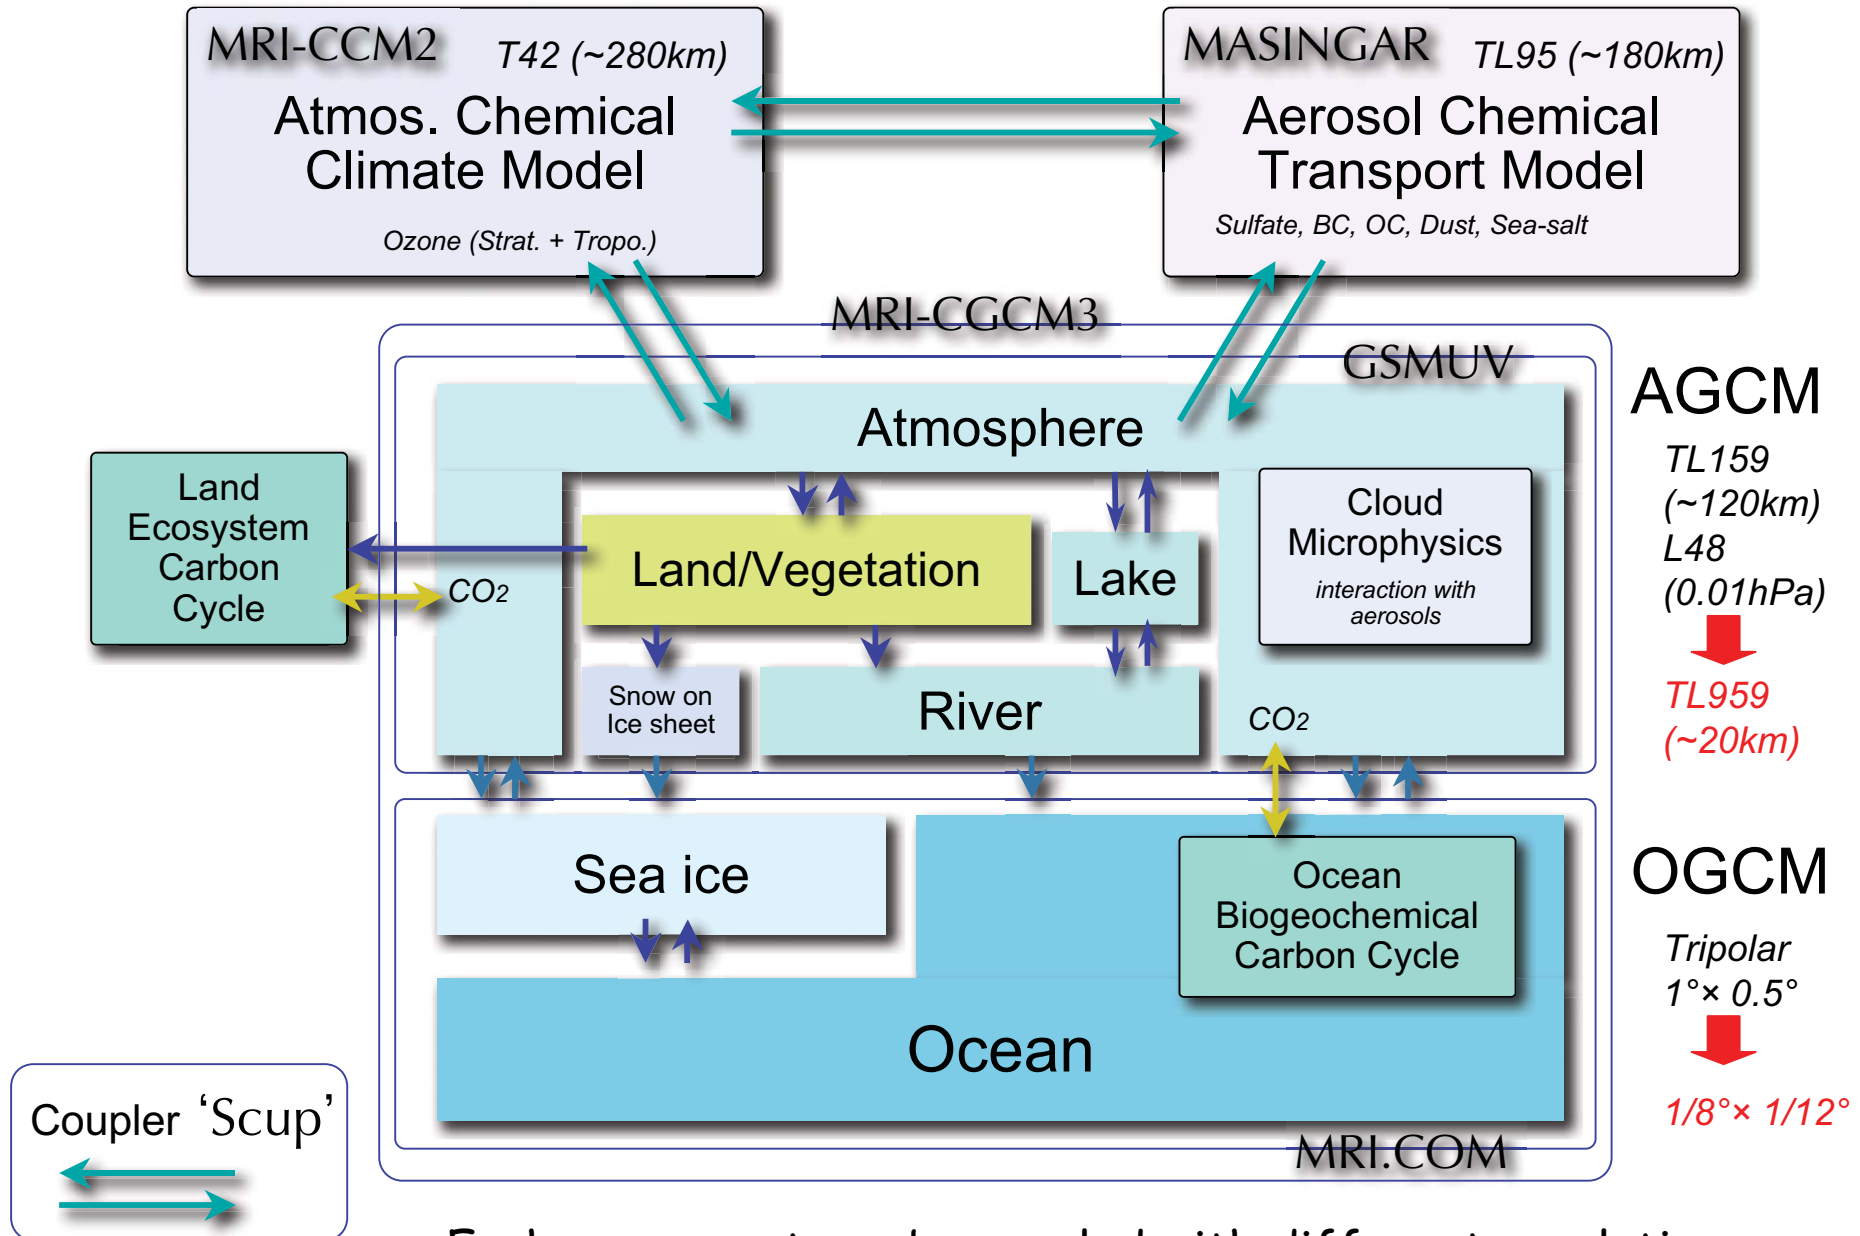 MRI-CCM2
T42 (~280km)
Atmos. Chemical
Climate Model
Ozone (Strat. + Tropo.)
MASINGAR
TL95 (~180km)
Aerosol Chemical
Transport Model
Sulfate, BC, OC, Dust, Sea-salt
MRI-CGCM3
GSMUV
Atmosphere
Land
Ecosystem
Carbon
Cycle
CO2
Land/Vegetation
Lake
Cloud
Microphysics
interaction with
aerosols
Snow on
Ice sheet
River
CO2
AGCM
TL159
(~120km)
L48
(0.01hPa)
TL959
(~20km)
Sea ice
Ocean
Biogeochemical
Carbon Cycle
Ocean
OGCM
Tripolar
1°× 0.5°
1/8°× 1/12°
MRI.COM
Coupler ‘Scup’